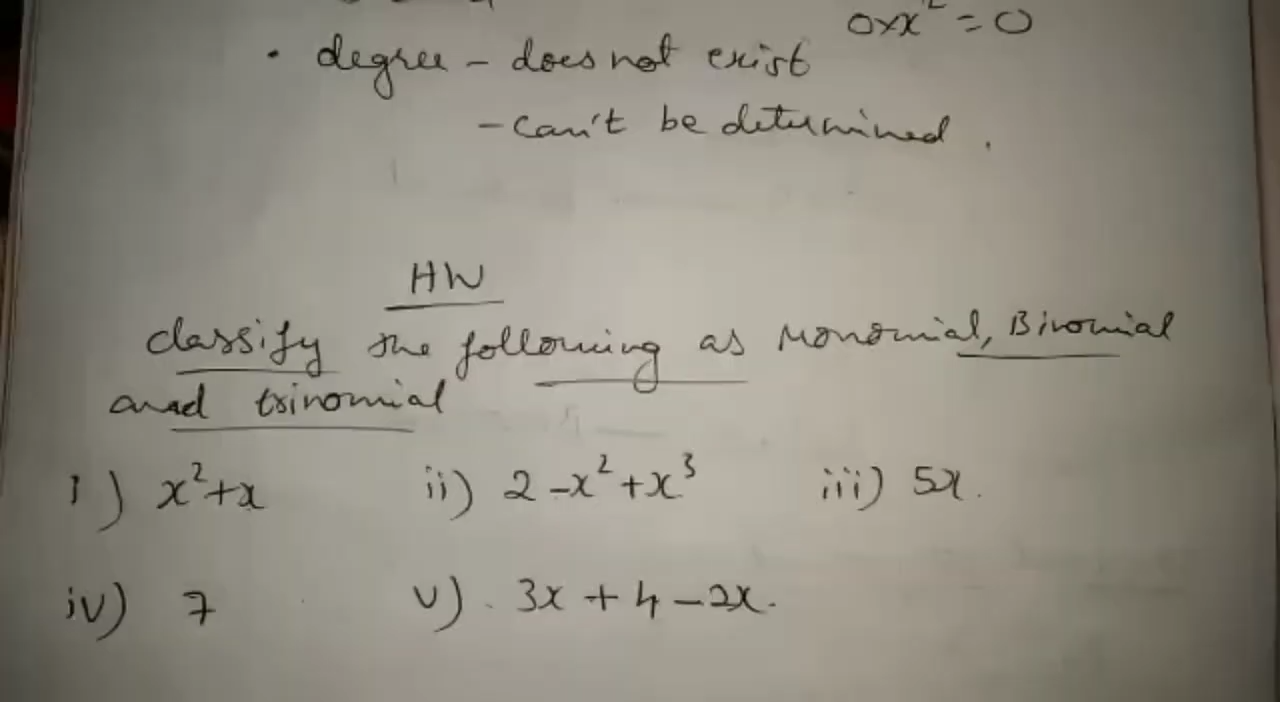 0xx² = 0
• degree - does not exist
- can't be determined.
HW
classify the following as Monomial, Binomial
and trinomial
i) x²+x ii) 2-x²+x³ iii) 5x.
iv) 7 v). 3x + 4 - 2x.